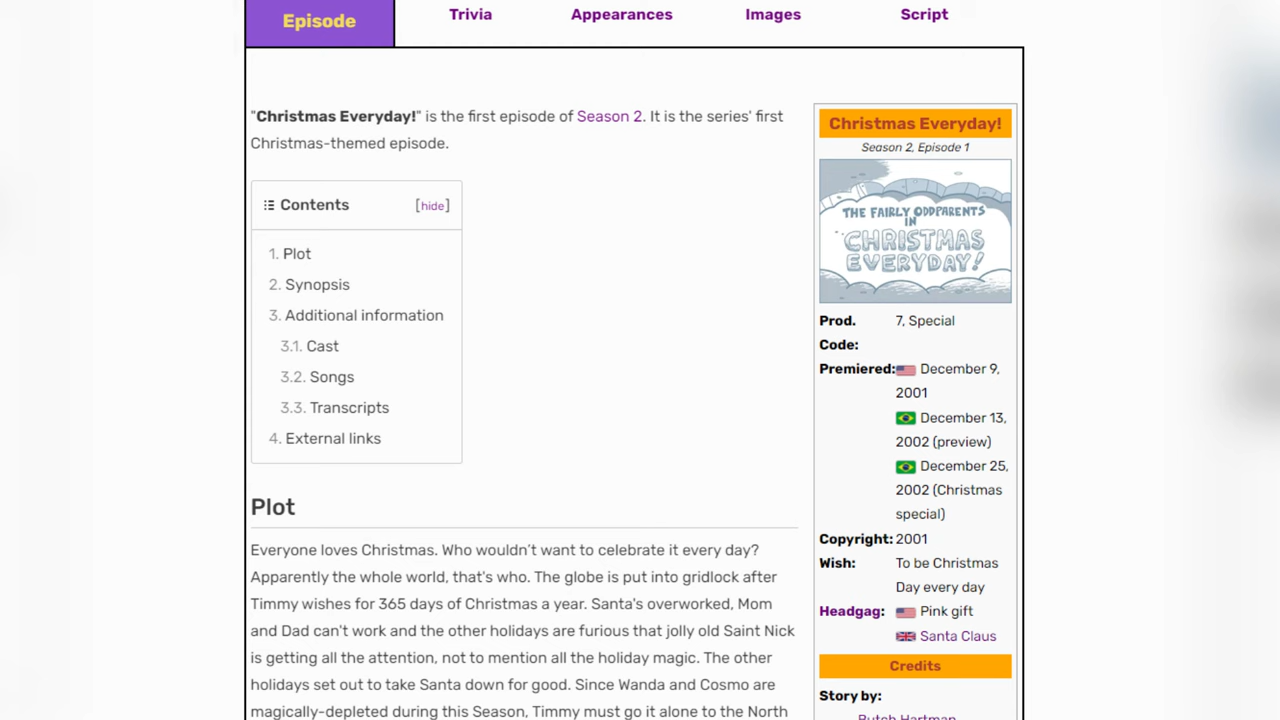 Episode
Trivia
Appearances
Images
Script
"Christmas Everyday!" is the first episode of Season 2. It is the series' first
Christmas-themed episode.
Contents [hide]
1. Plot
2. Synopsis
3. Additional information
3.1. Cast
3.2. Songs
3.3. Transcripts
4. External links
Plot
Everyone loves Christmas. Who wouldn't want to celebrate it every day?
Apparently the whole world, that's who. The globe is put into gridlock after
Timmy wishes for 365 days of Christmas a year. Santa's overworked, Mom
and Dad can't work and the other holidays are furious that jolly old Saint Nick
is getting all the attention, not to mention all the holiday magic. The other
holidays set out to take Santa down for good. Since Wanda and Cosmo are
magically-depleted during this Season, Timmy must go it alone to the North
Christmas Everyday!
Season 2, Episode 1
THE FAIRLY ODDPARENTS
IN
CHRISTMAS
EVERYDAY!
Prod. 7, Special
Code:
Premiered: December 9,
2001
December 13,
2002 (preview)
December 25,
2002 (Christmas
special)
Copyright: 2001
Wish: To be Christmas
Day every day
Headgag: Pink gift
Santa Claus
Credits
Story by:
Butch Hartman